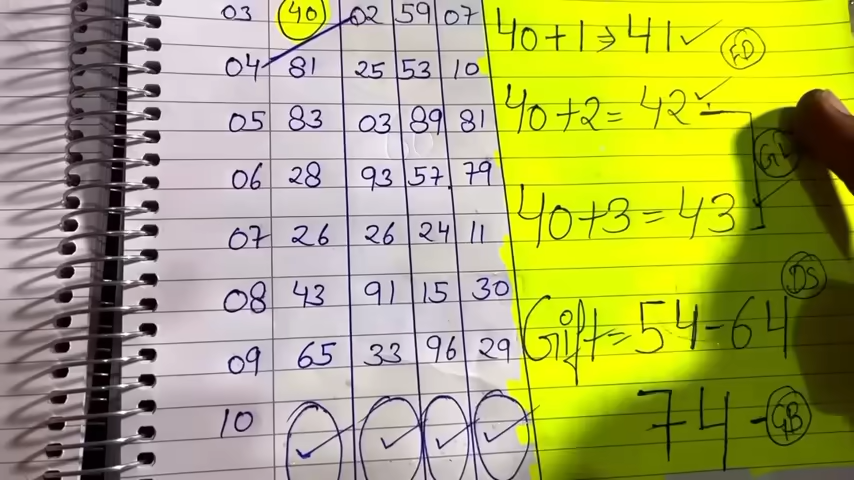 03 40 02 59 07
04 81 25 53 10
05 83 03 89 81
06 28 93 57 79
07 26 26 24 11
08 43 91 15 30
09 65 33 96 29
10
40+1⇒41✓
FD
40+2=42✓
GL
40+3=43
DS
Gift=54-64
74-GB